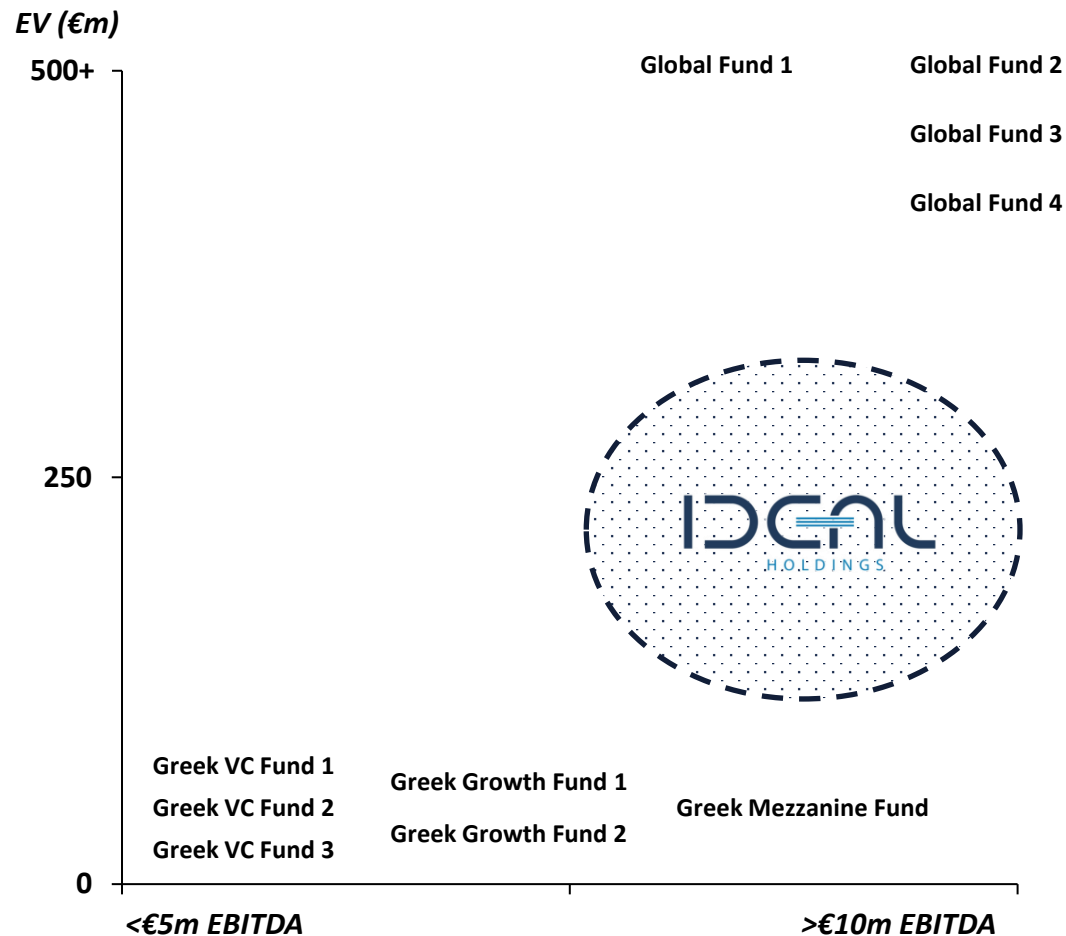 EV (€m)
500+
Global Fund 1
Global Fund 2
Global Fund 3
Global Fund 4
250
IDEAL
HOLDINGS
Greek VC Fund 1
Greek VC Fund 2
Greek VC Fund 3
Greek Growth Fund 1
Greek Growth Fund 2
Greek Mezzanine Fund
0
<€5m EBITDA
>€10m EBITDA